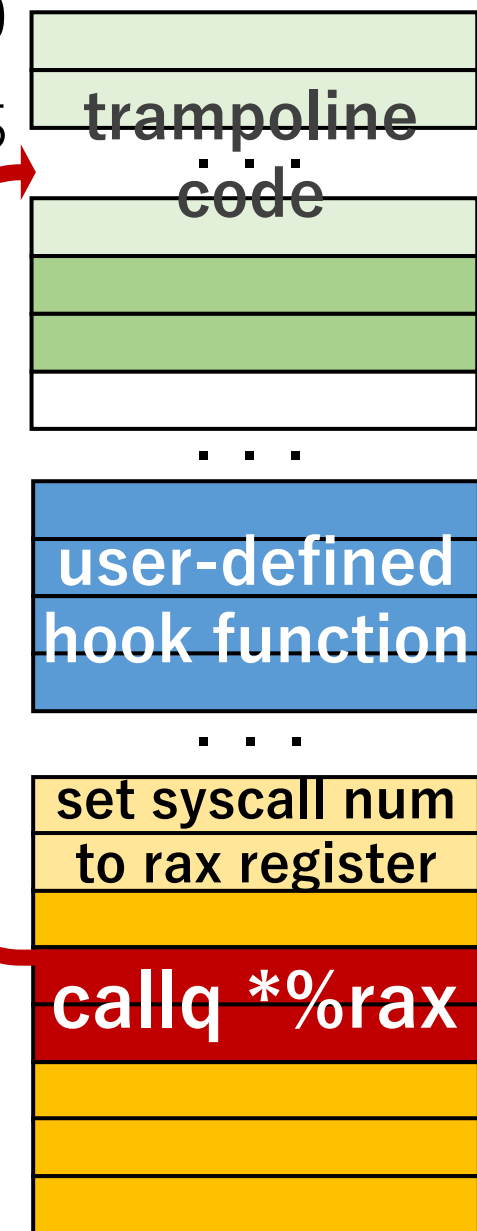 trampoline
. . .
code
. . .
user-defined
hook function
. . .
set syscall num
to rax register
callq *%rax